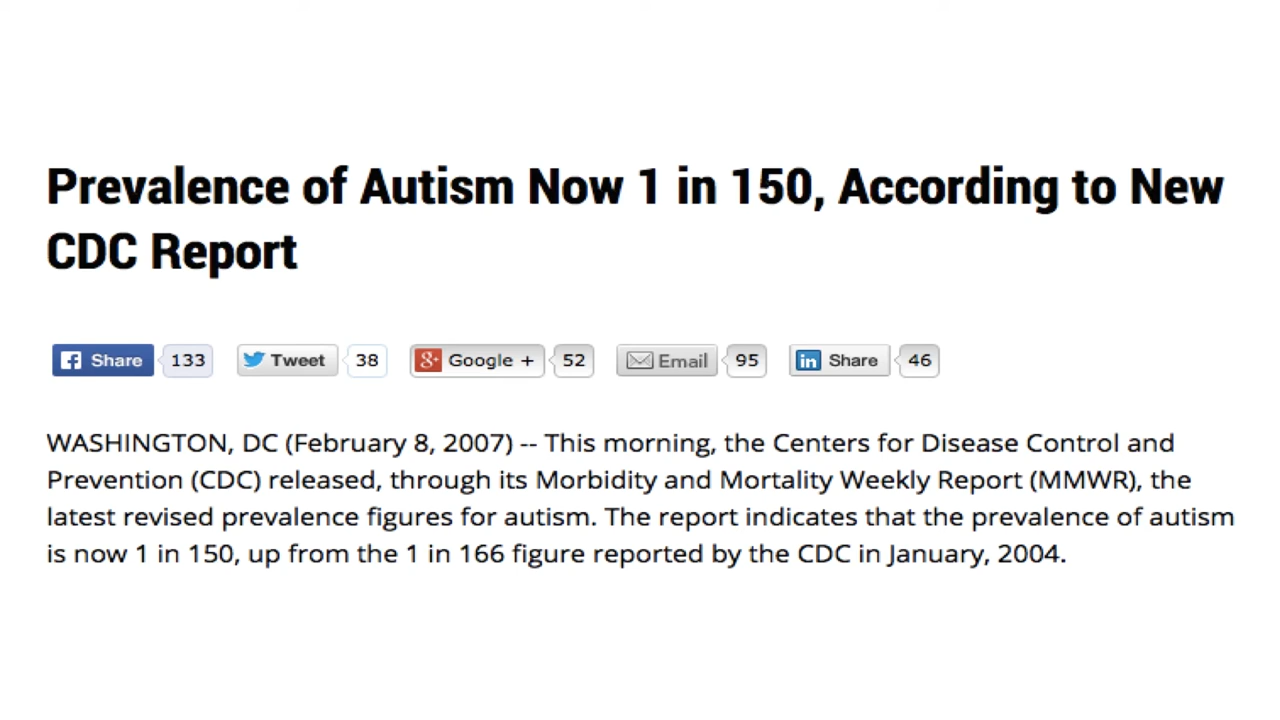 Prevalence of Autism Now 1 in 150, According to New
CDC Report
Share 133 Tweet 38 Google + 52 Email 95 Share 46
WASHINGTON, DC (February 8, 2007) -- This morning, the Centers for Disease Control and
Prevention (CDC) released, through its Morbidity and Mortality Weekly Report (MMWR), the
latest revised prevalence figures for autism. The report indicates that the prevalence of autism
is now 1 in 150, up from the 1 in 166 figure reported by the CDC in January, 2004.